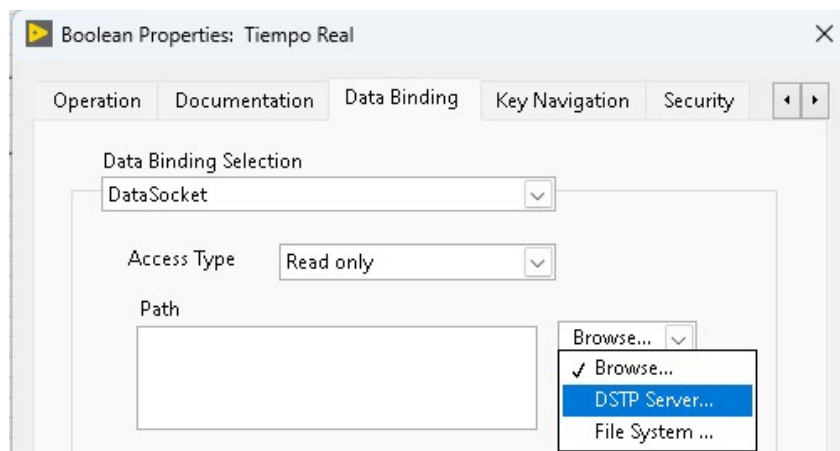 Boolean Properties: Tiempo Real
Operation Documentation Data Binding Key Navigation Security
Data Binding Selection
DataSocket
Access Type Read only
Path
Browse...
Browse...
DSTP Server...
File System ...